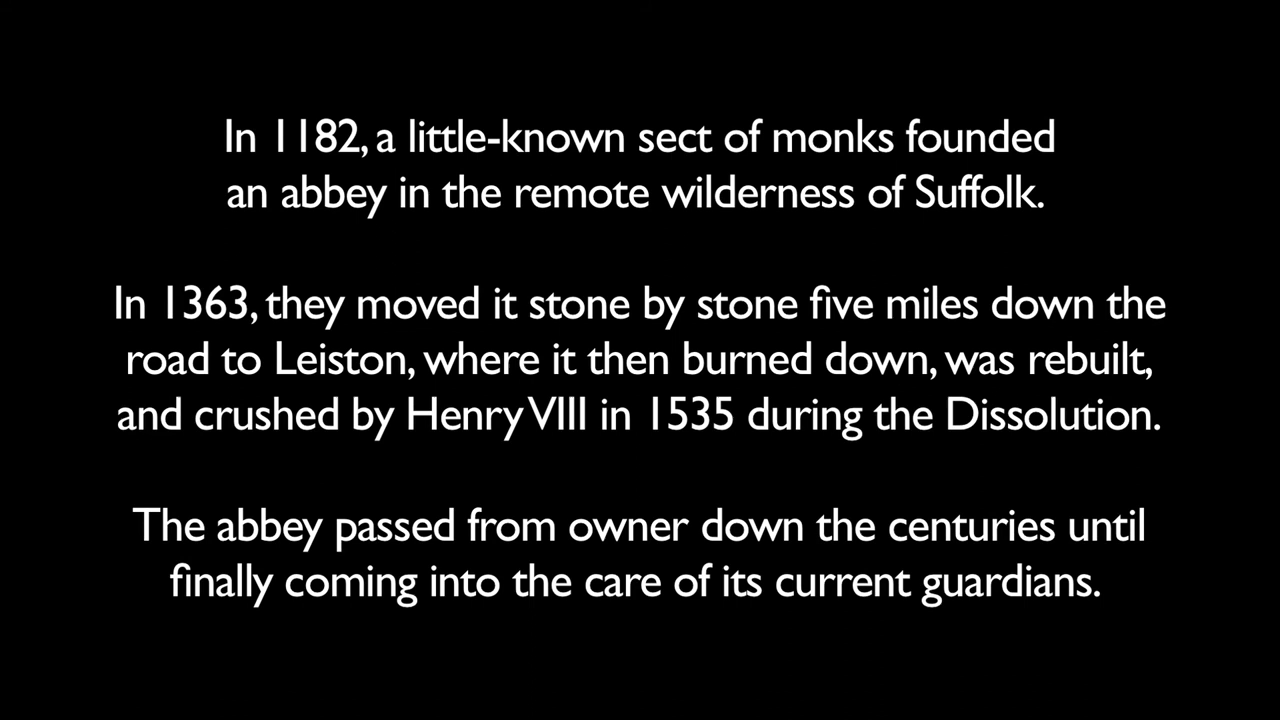 In 1182, a little-known sect of monks founded
an abbey in the remote wilderness of Suffolk.
In 1363, they moved it stone by stone five miles down the
road to Leiston, where it then burned down, was rebuilt,
and crushed by Henry VIII in 1535 during the Dissolution.
The abbey passed from owner down the centuries until
finally coming into the care of its current guardians.